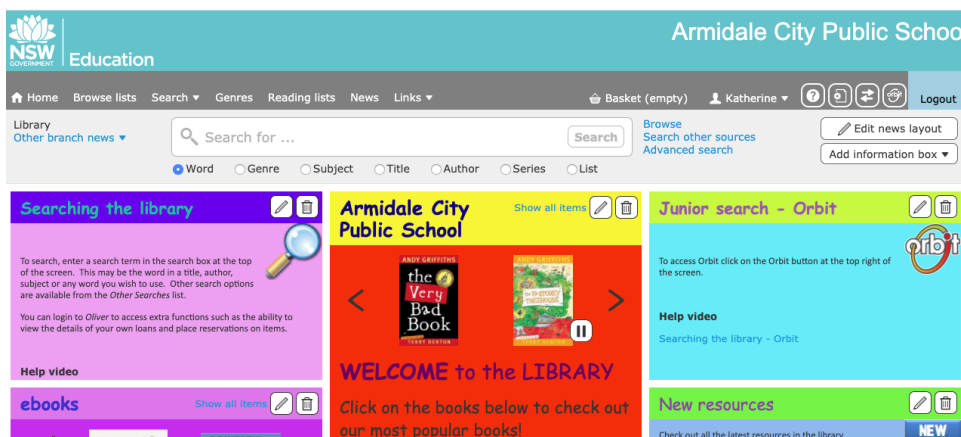 NSW
GOVERNMENT
Education
Armidale City Public Schoo
Home Browse lists Search Genres Reading lists News Links Basket (empty) Katherine Logout
Library
Other branch news
Search for ...
Search
Word Genre Subject Title Author Series List
Browse
Search other sources
Advanced search
Edit news layout
Add information box
Searching the library
To search, enter a search term in the search box at the top
of the screen. This may be the word in a title, author,
subject or any word you wish to use. Other search options
are available from the Other Searches list.
You can login to Oliver to access extra functions such as the ability to
view the details of your own loans and place reservations on items.
Help video
ebooks
Show all items
Armidale City
Public School
Show all items
ANDY GRIFFITHS
the
Very
Bad
Book
TERRY DENTON
ANDY GRIFFITHS
TREEHOUSE
TERRY DENTON
WELCOME to the LIBRARY
Click on the books below to check out
our most popular books!
Junior search - Orbit
orbit
To access Orbit click on the Orbit button at the top right of
the screen.
Help video
Searching the library - Orbit
New resources
Check out all the latest resources in the library
NEW